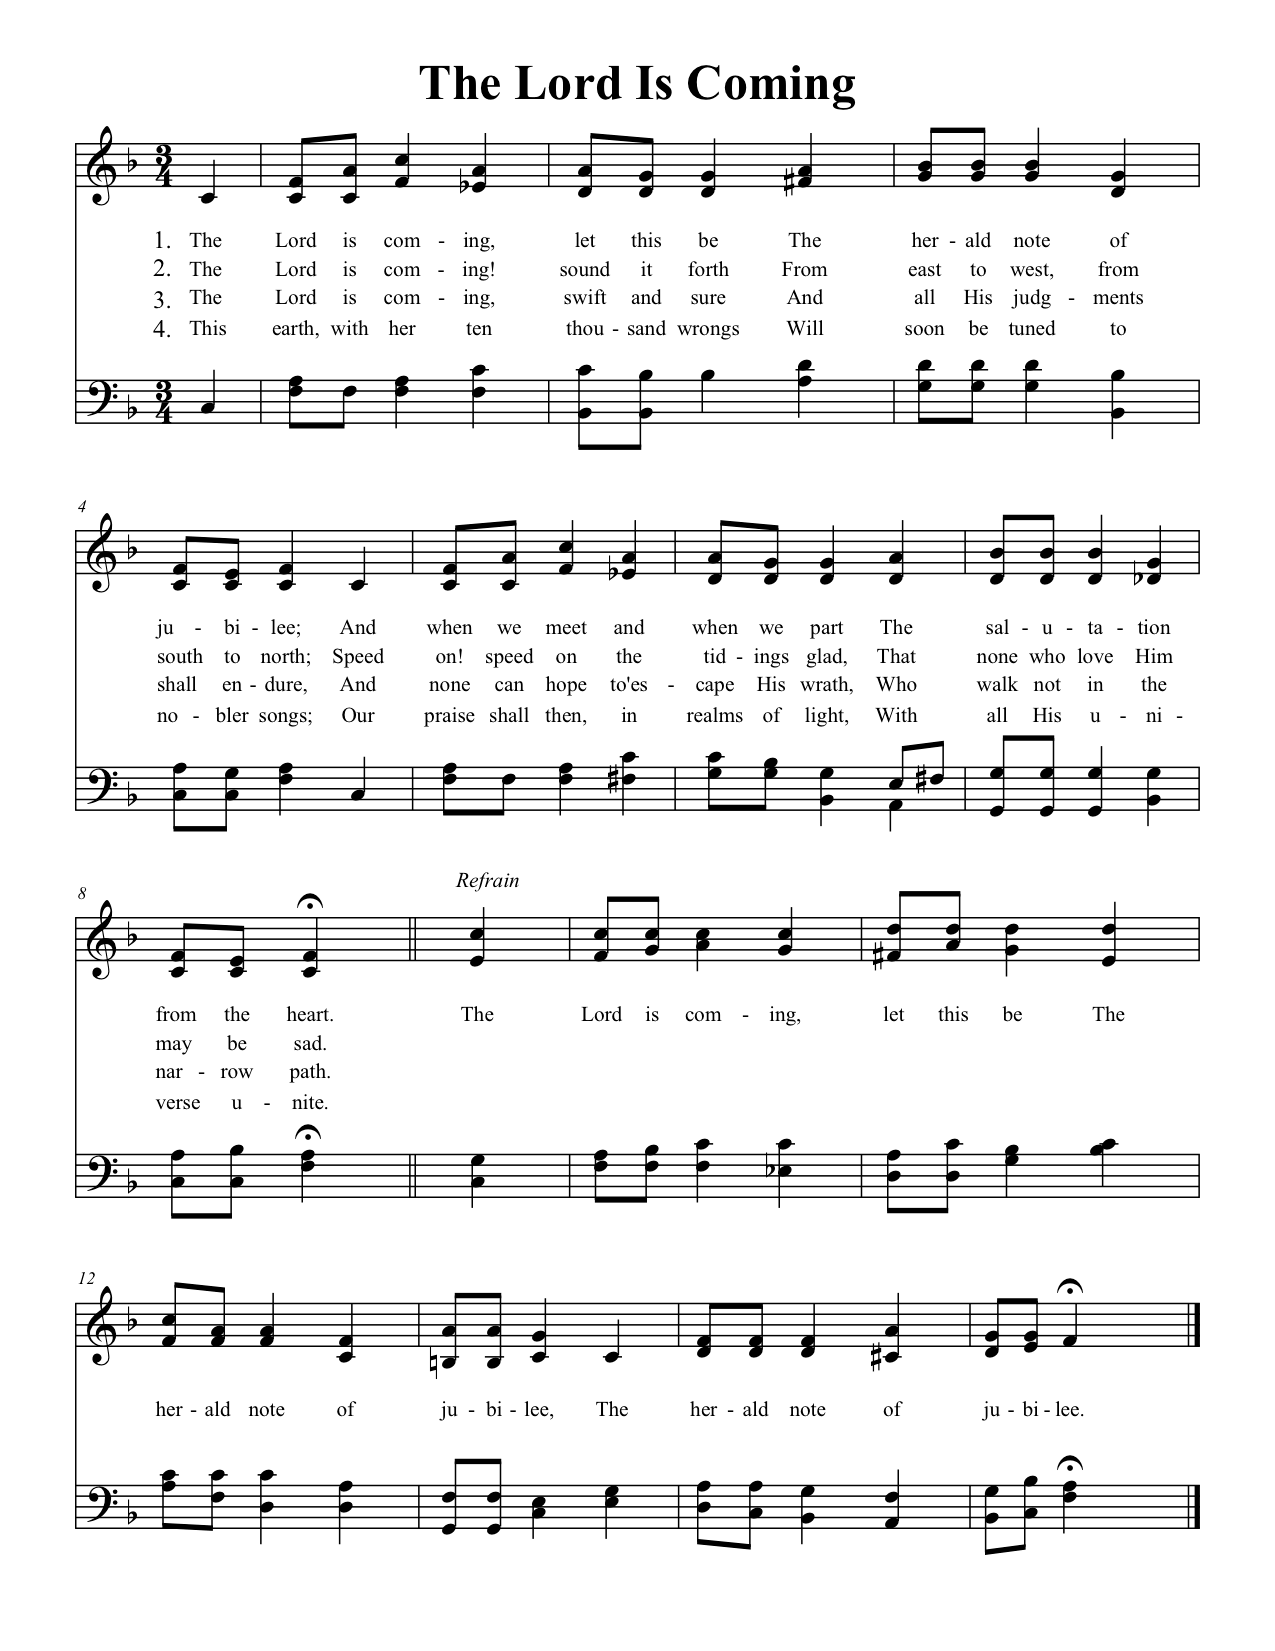 The Lord Is Coming
3
4
1. The Lord is com - ing, let this be The her - ald note of
2. The Lord is com - ing! sound it forth From east to west, from
3. The Lord is com - ing, swift and sure And all His judg - ments
4. This earth, with her ten thou - sand wrongs Will soon be tuned to
3
4
4
ju - bi - lee; And when we meet and when we part The sal - u - ta - tion
south to north; Speed on! speed on the tid - ings glad, That none who love Him
shall en - dure, And none can hope to'es - cape His wrath, Who walk not in the
no - bler songs; Our praise shall then, in realms of light, With all His u - ni -
8
Refrain
from the heart. The Lord is com - ing, let this be The
may be sad.
nar - row path.
verse u - nite.
12
her - ald note of ju - bi - lee, The her - ald note of ju - bi - lee.